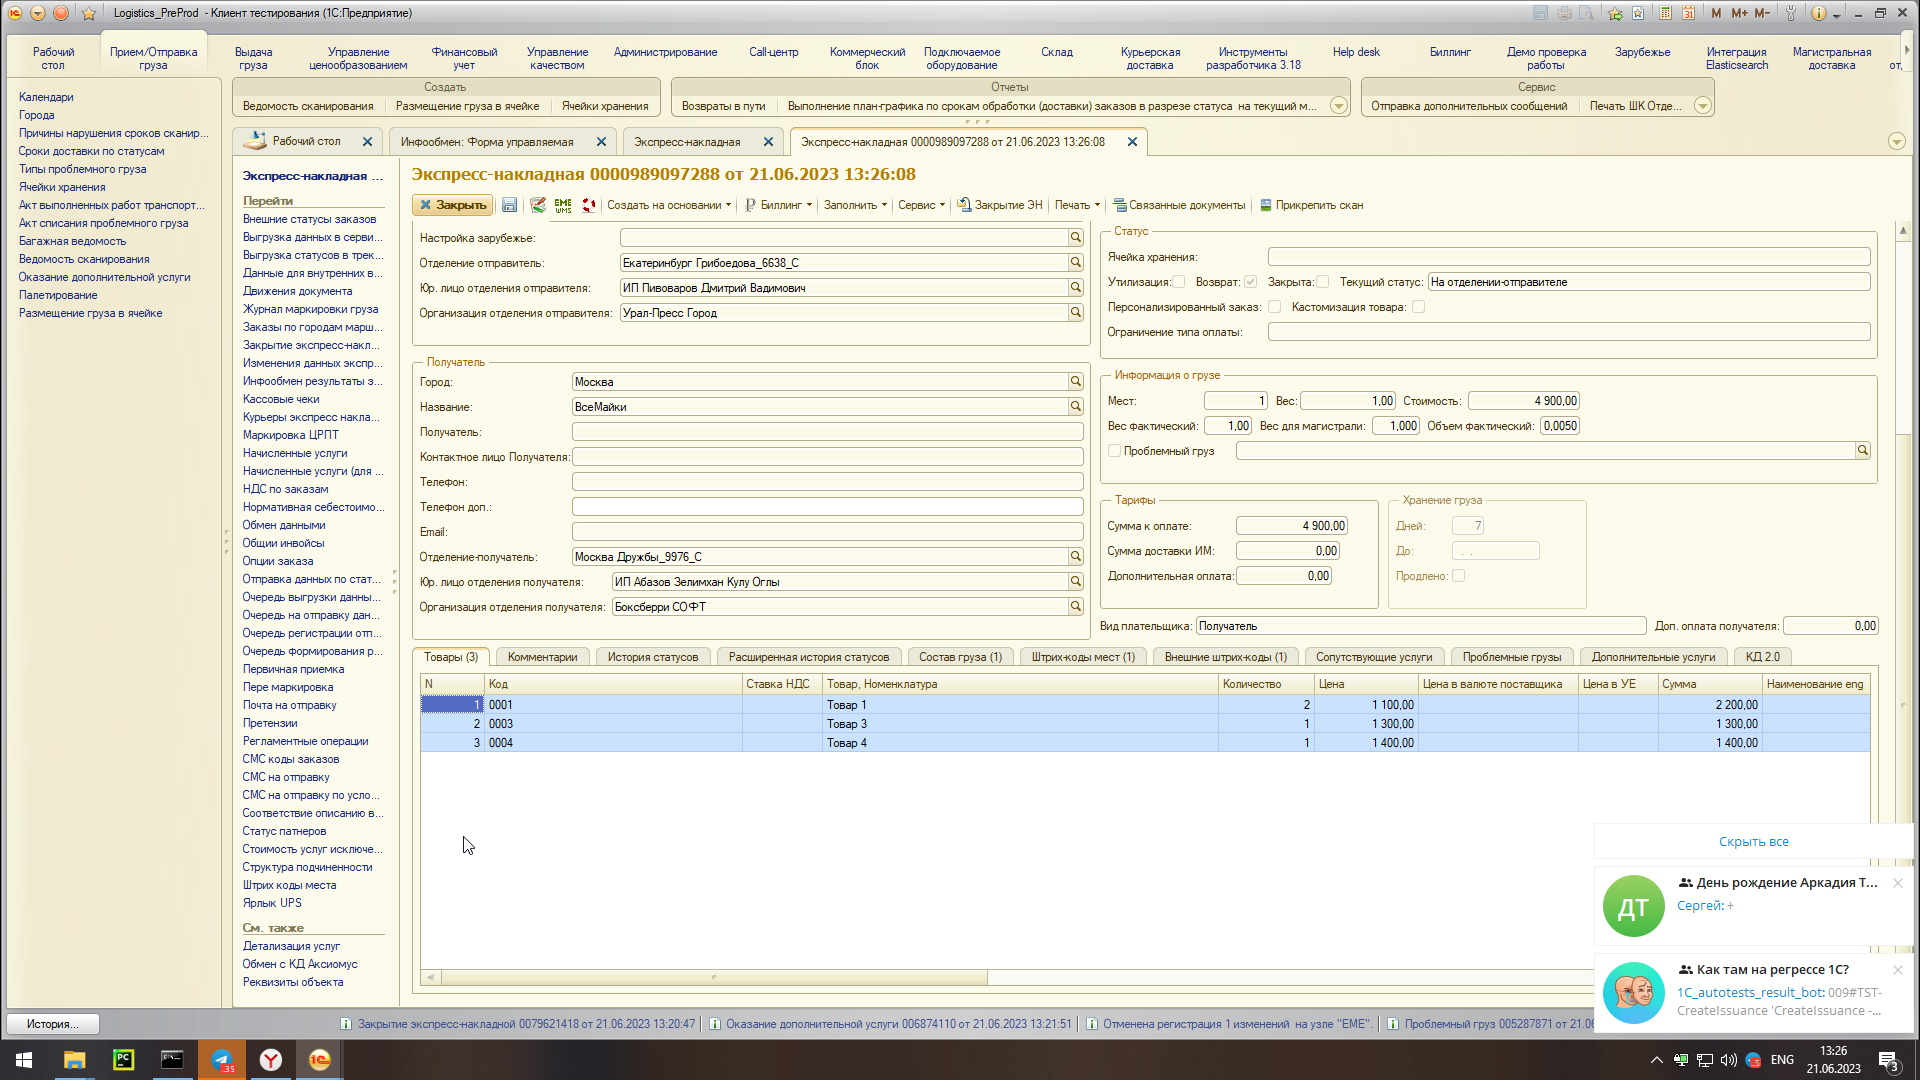 Logistics_PreProd - Клиент тестирования (1С:Предприятие)
M M+ M-
Рабочий стол
Прием/Отправка груза
Выдача груза
Управление ценообразованием
Финансовый учет
Управление качеством
Администрирование
Call-центр
Коммерческий блок
Подключаемое оборудование
Склад
Курьерская доставка
Инструменты разработчика 3.18
Help desk
Биллинг
Демо проверка работы
Зарубежье
Интеграция Elasticsearch
Магистральная доставка
Создать
Ведомость сканирования
Размещение груза в ячейке
Ячейки хранения
Отчеты
Возвраты в пути
Выполнение план-графика по срокам обработки (доставки) заказов в разрезе статуса на текущий м...
Сервис
Отправка дополнительных сообщений
Печать ШК Отде...
Календари
Города
Причины нарушения сроков сканир...
Сроки доставки по статусам
Типы проблемного груза
Ячейки хранения
Акт выполненных работ транспорт...
Акт списания проблемного груза
Багажная ведомость
Ведомость сканирования
Оказание дополнительной услуги
Палетирование
Размещение груза в ячейке
Рабочий стол
Инфообмен: Форма управляемая
Экспресс-накладная
Экспресс-накладная 0000989097288 от 21.06.2023 13:26:08
Экспресс-накладная ...
Перейти
Внешние статусы заказов
Выгрузка данных в серви...
Выгрузка статусов в трек...
Данные для внутренних в...
Движения документа
Журнал маркировки груза
Заказы по городам марш...
Закрытие экспресс-накл...
Изменения данных экспр...
Инфообмен результаты з...
Кассовые чеки
Курьеры экспресс накла...
Маркировка ЦРПТ
Начисленные услуги
Начисленные услуги (для ...
НДС по заказам
Нормативная себестоимо...
Обмен данными
Общии инвойсы
Опции заказа
Отправка данных по стат...
Очередь выгрузки данны...
Очередь на отправку дан...
Очередь регистрации отп...
Очередь формирования р...
Первичная приемка
Пере маркировка
Почта на отправку
Претензии
Регламентные операции
СМС коды заказов
СМС на отправку
СМС на отправку по усло...
Соответствие описанию в...
Статус патнеров
Стоимость услуг исключе...
Структура подчиненности
Штрих коды места
Ярлык UPS
См. также
Детализация услуг
Обмен с КД Аксиомус
Реквизиты объекта
Экспресс-накладная 0000989097288 от 21.06.2023 13:26:08
Закрыть
EME WMS
Создать на основании
Биллинг
Заполнить
Сервис
Закрытие ЭН
Печать
Связанные документы
Прикрепить скан
Настройка зарубежье:
Отделение отправитель: Екатеринбург Грибоедова_6638_С
Юр. лицо отделения отправителя: ИП Пивоваров Дмитрий Вадимович
Организация отделения отправителя: Урал-Пресс Город
Получатель
Город: Москва
Название: ВсеМайки
Получатель:
Контактное лицо Получателя:
Телефон:
Телефон доп.:
Email:
Отделение-получатель: Москва Дружбы_9976_С
Юр. лицо отделения получателя: ИП Абазов Зелимхан Кулу Оглы
Организация отделения получателя: Боксберри СОФТ
Статус
Ячейка хранения:
Утилизация: Возврат: Закрыта: Текущий статус: На отделении-отправителе
Персонализированный заказ: Кастомизация товара:
Ограничение типа оплаты:
Информация о грузе
Мест: 1 Вес: 1,00 Стоимость: 4 900,00
Вес фактический: 1,00 Вес для магистрали: 1,000 Объем фактический: 0,0050
Проблемный груз
Тарифы
Сумма к оплате: 4 900,00
Сумма доставки ИМ: 0,00
Дополнительная оплата: 0,00
Хранение груза
Дней: 7
До: . .
Продлено:
Вид плательщика: Получатель Доп. оплата получателя: 0,00
Товары (3)
Комментарии
История статусов
Расширенная история статусов
Состав груза (1)
Штрих-коды мест (1)
Внешние штрих-коды (1)
Сопутствующие услуги
Проблемные грузы
Дополнительные услуги
КД 2.0
N Код Ставка НДС Товар, Номенклатура Количество Цена Цена в валюте поставщика Цена в УЕ Сумма Наименование eng
1 0001 Товар 1 2 1 100,00 2 200,00
2 0003 Товар 3 1 1 300,00 1 300,00
3 0004 Товар 4 1 1 400,00 1 400,00
Скрыть все
ДТ
День рождение Аркадия Т...
Сергей: +
Как там на регрессе 1С?
1C_autotests_result_bot: 009#TST-
CreateIssuance 'CreateIssuance -...
История...
Закрытие экспресс-накладной 0079621418 от 21.06.2023 13:20:47
Оказание дополнительной услуги 006874110 от 21.06.2023 13:21:51
Отменена регистрация 1 изменений на узле "EME".
Проблемный груз 005287871 от 21.06
ENG
13:26
21.06.2023
3